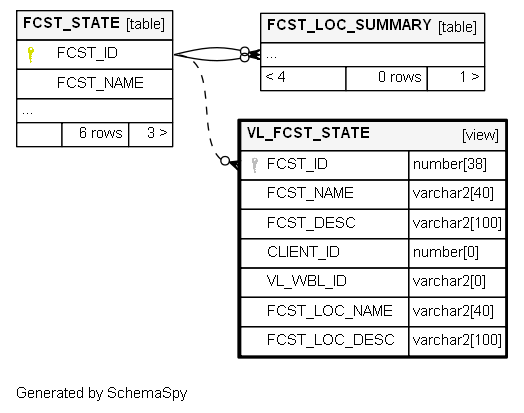 FCST_STATE [table]
FCST_ID
FCST_NAME
...
6 rows 3 >
FCST_LOC_SUMMARY [table]
...
< 4 0 rows 1 >
VL_FCST_STATE [view]
FCST_ID number[38]
FCST_NAME varchar2[40]
FCST_DESC varchar2[100]
CLIENT_ID number[0]
VL_WBL_ID varchar2[0]
FCST_LOC_NAME varchar2[40]
FCST_LOC_DESC varchar2[100]
Generated by SchemaSpy